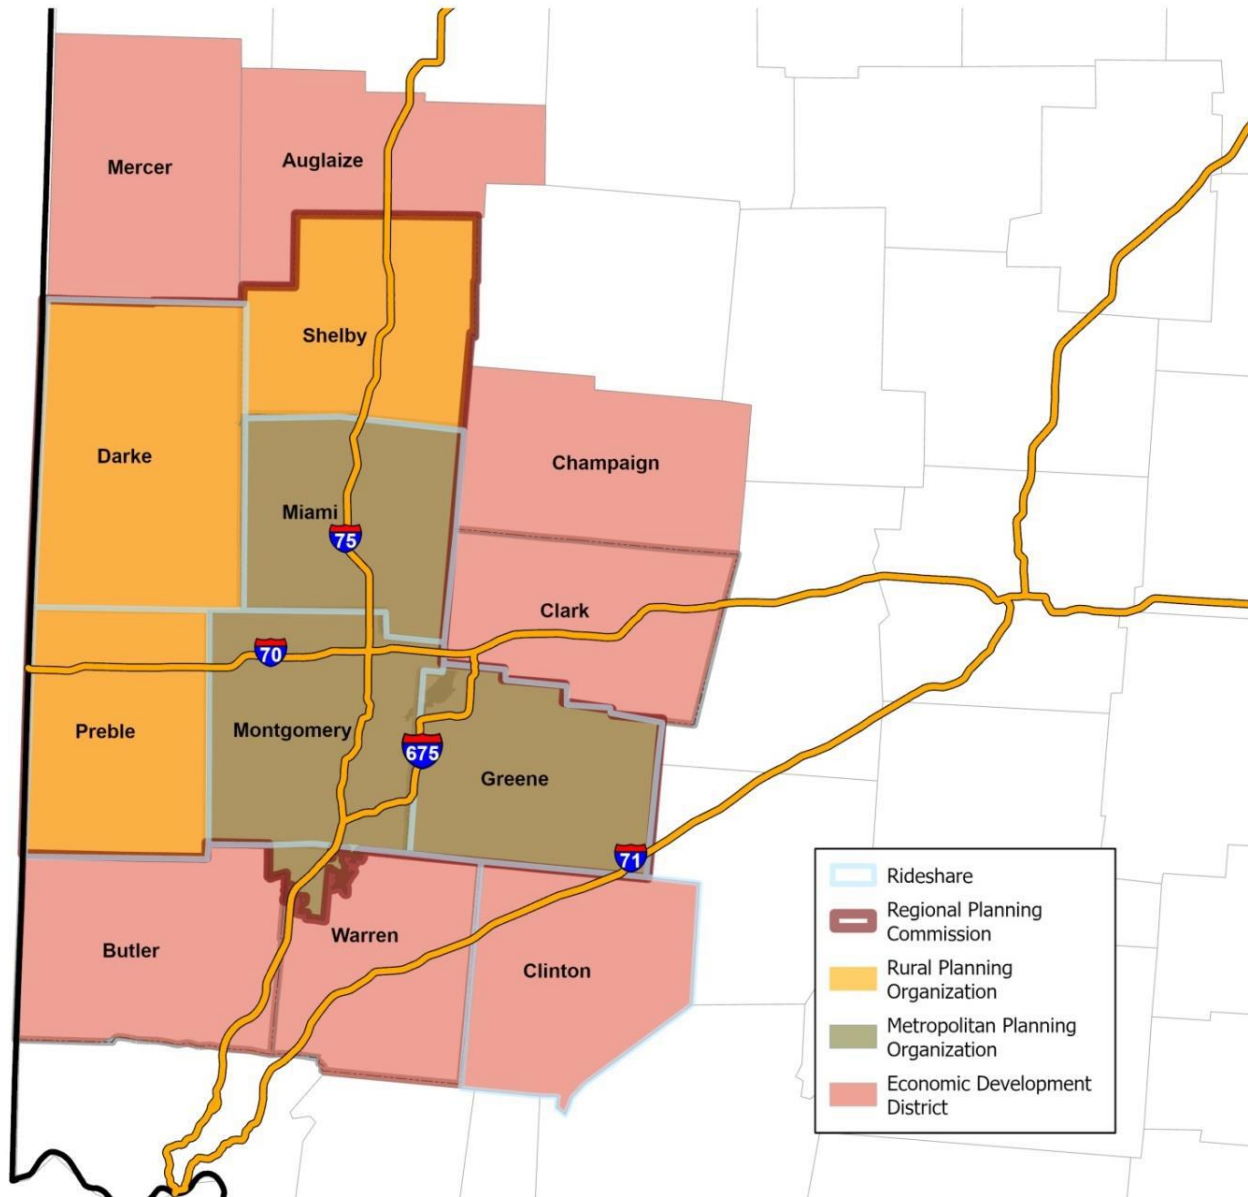 Mercer
Auglaize
Shelby
Darke
Champaign
Miami
75
Clark
70
Preble
Montgomery
675
Greene
71
Butler
Warren
Clinton
Rideshare
Regional Planning
Commission
Rural Planning
Organization
Metropolitan Planning
Organization
Economic Development
District